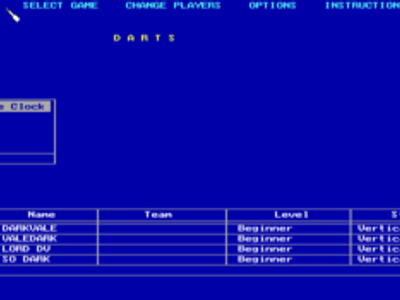 SELECT GAME CHANGE PLAYERS OPTIONS INSTRUCTION
D A R T S
e Clock
Name Team Level S
DARKVALE Beginner Vertic
VALEDARK Beginner Vertic
LORD DV Beginner Vertic
SO DARK Beginner Vertic